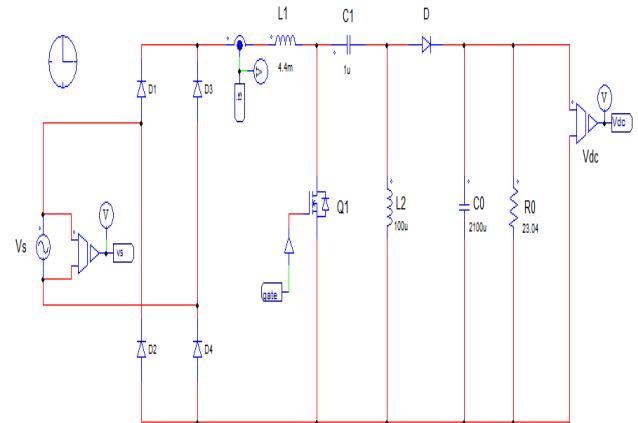 L1
C1
D
4.4m
1u
D1
D3
V
Vdc
Vdc
Q1
L2
100u
C0
2100u
R0
23.04
V
Vs
vs
gate
D2
D4